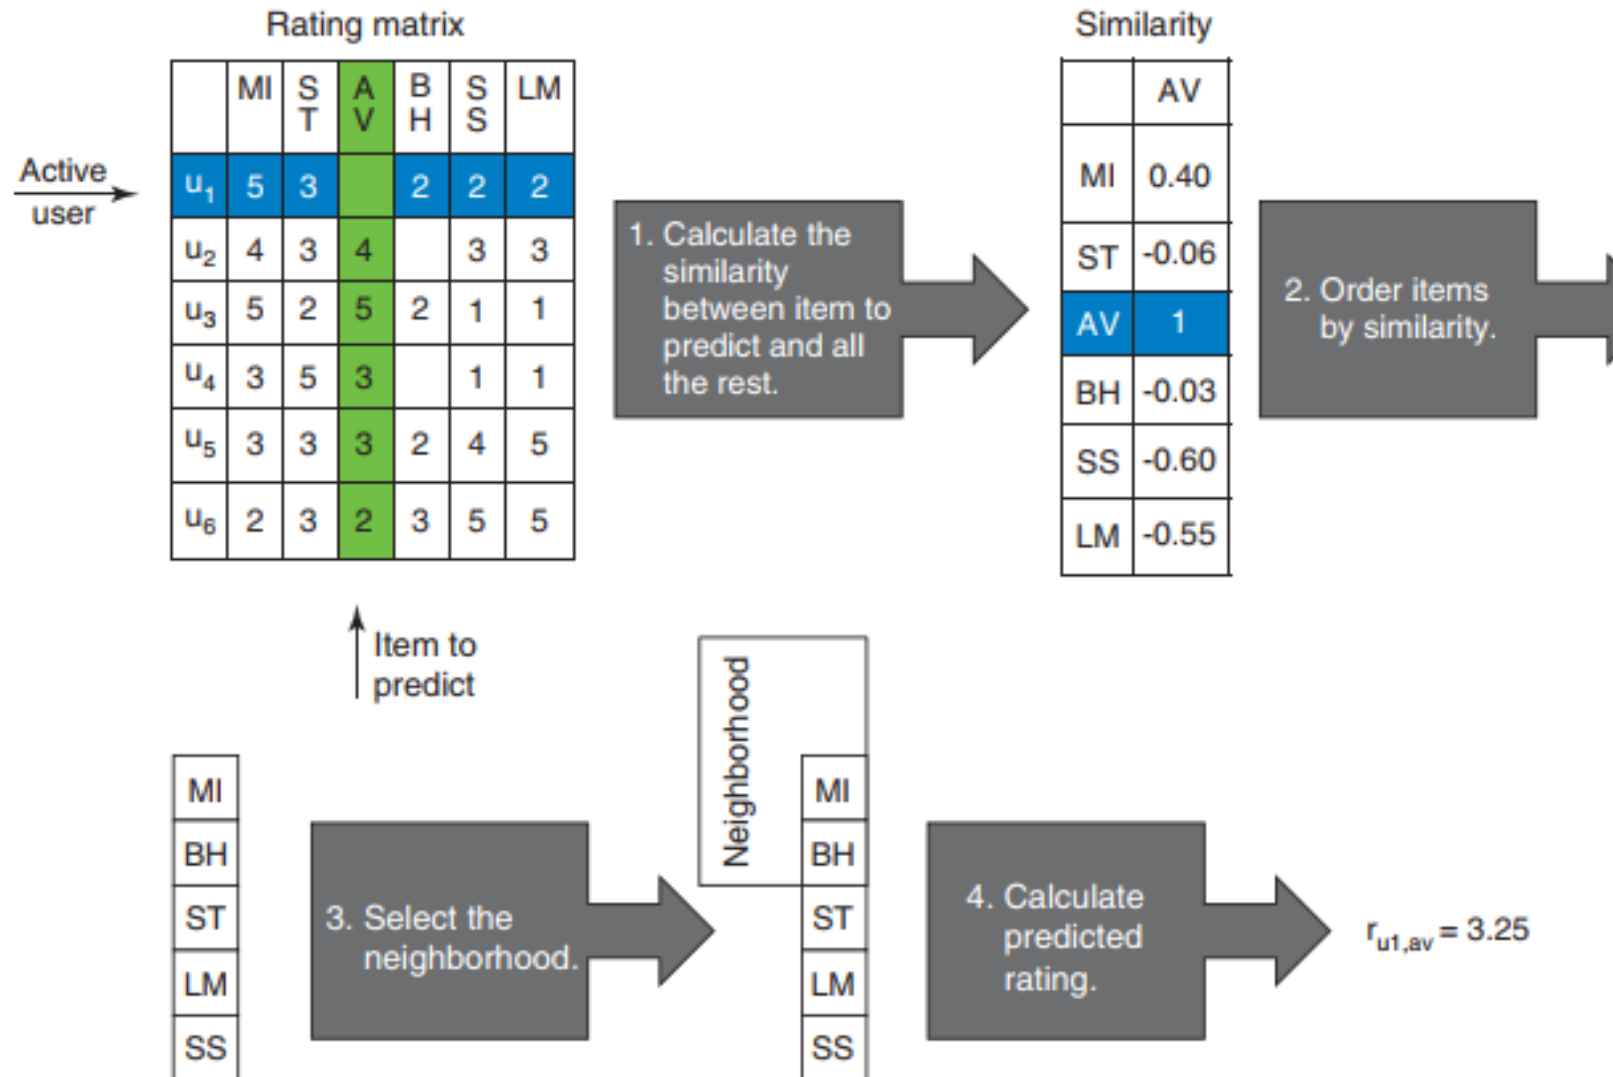 Rating matrix
MI S T A V B H S S LM
Active
user
u1 5 3 2 2 2
u2 4 3 4 3 3
u3 5 2 5 2 1 1
u4 3 5 3 1 1
u5 3 3 3 2 4 5
u6 2 3 2 3 5 5
Item to
predict
1. Calculate the
similarity
between item to
predict and all
the rest.
Similarity
AV
MI 0.40
ST -0.06
AV 1
BH -0.03
SS -0.60
LM -0.55
2. Order items
by similarity.
MI
BH
ST
LM
SS
3. Select the
neighborhood.
Neighborhood
MI
BH
ST
LM
SS
4. Calculate
predicted
rating.
ru1,av = 3.25